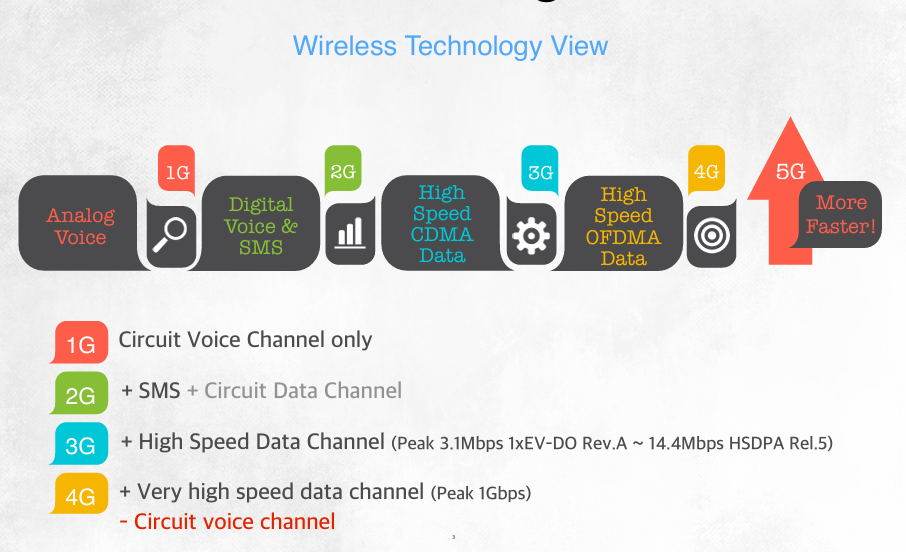 Wireless Technology View
1G
2G
3G
4G
5G
Analog
Voice
Digital
Voice &
SMS
High
Speed
CDMA
Data
High
Speed
OFDMA
Data
More
Faster!
1G Circuit Voice Channel only
2G + SMS + Circuit Data Channel
3G + High Speed Data Channel (Peak 3.1Mbps 1xEV-DO Rev.A ~ 14.4Mbps HSDPA Rel.5)
4G + Very high speed data channel (Peak 1Gbps)
- Circuit voice channel
3